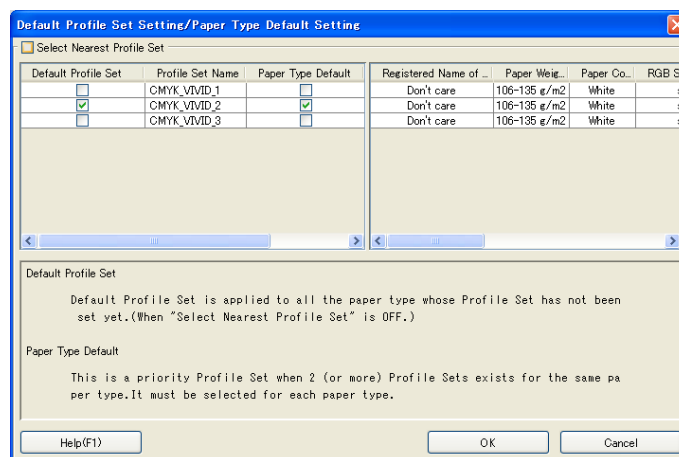 Default Profile Set Setting/Paper Type Default Setting
Select Nearest Profile Set
Default Profile Set Profile Set Name Paper Type Default Registered Name of ... Paper Weig... Paper Co... RGB S
CMYK_VIVID_1 Don't care 106-135 g/m2 White
CMYK_VIVID_2 Don't care 106-135 g/m2 White
CMYK_VIVID_3 Don't care 106-135 g/m2 White
Default Profile Set
Default Profile Set is applied to all the paper type whose Profile Set has not been
set yet.(When "Select Nearest Profile Set" is OFF.)
Paper Type Default
This is a priority Profile Set when 2 (or more) Profile Sets exists for the same pa
per type.It must be selected for each paper type.
Help(F1) OK Cancel